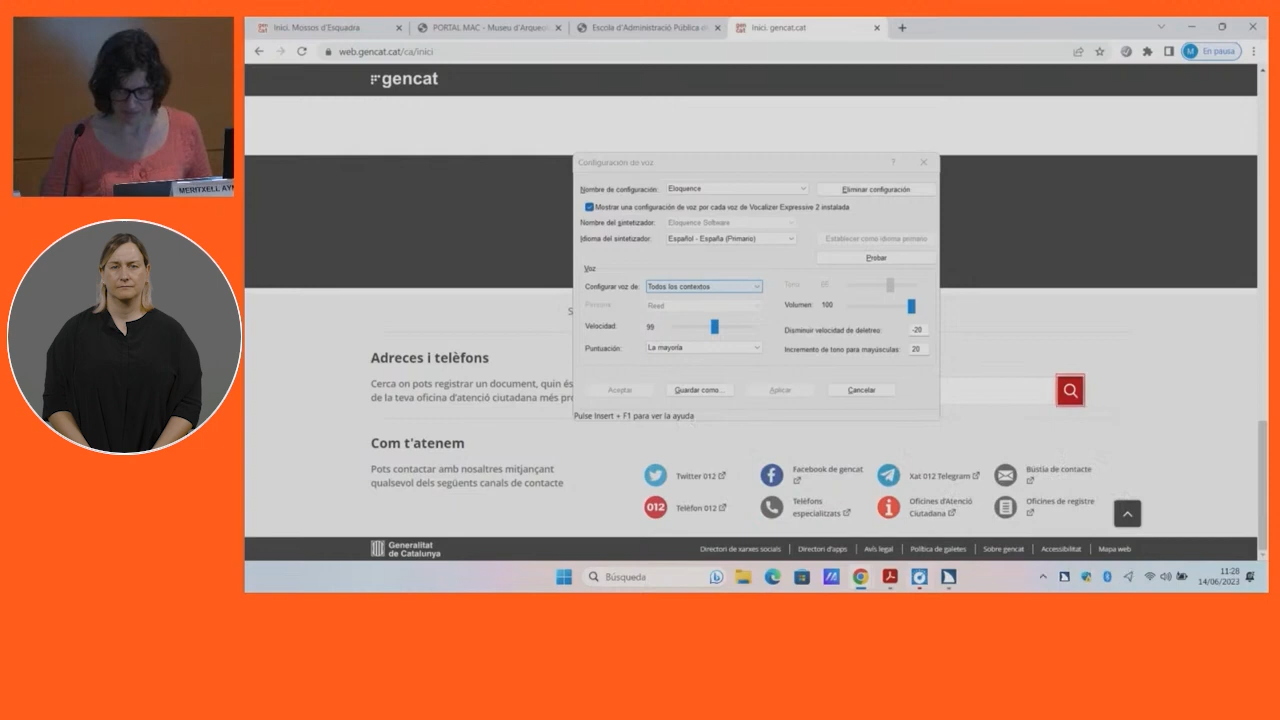 MERITXELL AY
Inici. Mossos d'Esquadra
PORTAL MAC - Museu d'Arqueo
Escola d'Administració Pública d
Inici. gencat.cat
web.gencat.cat/ca/inici
M En pausa
gencat
Configuración de voz
?
Nombre de configuración: Eloquence
Eliminar configuración
Mostrar una configuración de voz por cada voz de Vocalizer Expressive 2 instalada
Nombre del sintetizador: Eloquence Software
Idioma del sintetizador: Español - España (Primario)
Establecer como idioma primario
Probar
Voz
Configurar voz de: Todos los contextos
Tono: 65
Persona: Reed
Volumen: 100
Velocidad: 99
Disminuir velocidad de deletreo: -20
Puntuación: La mayoría
Incremento de tono para mayúsculas: 20
Aceptar
Guardar como...
Aplicar
Cancelar
Pulse Insert + F1 para ver la ayuda
S
Adreces i telèfons
Cerca on pots registrar un document, quin és
de la teva oficina d'atenció ciutadana més pro
Com t'atenem
Pots contactar amb nosaltres mitjançant
qualsevol dels següents canals de contacte
Twitter 012
Facebook de gencat
Xat 012 Telegram
Bústia de contacte
012
Telèfon 012
Telèfons
especialitzats
Oficines d'Atenció
Ciutadana
Oficines de registre
Generalitat
de Catalunya
Directori de xarxes socials
Directori d'apps
Avís legal
Política de galetes
Sobre gencat
Accessibilitat
Mapa web
Búsqueda
11:28
14/06/2023